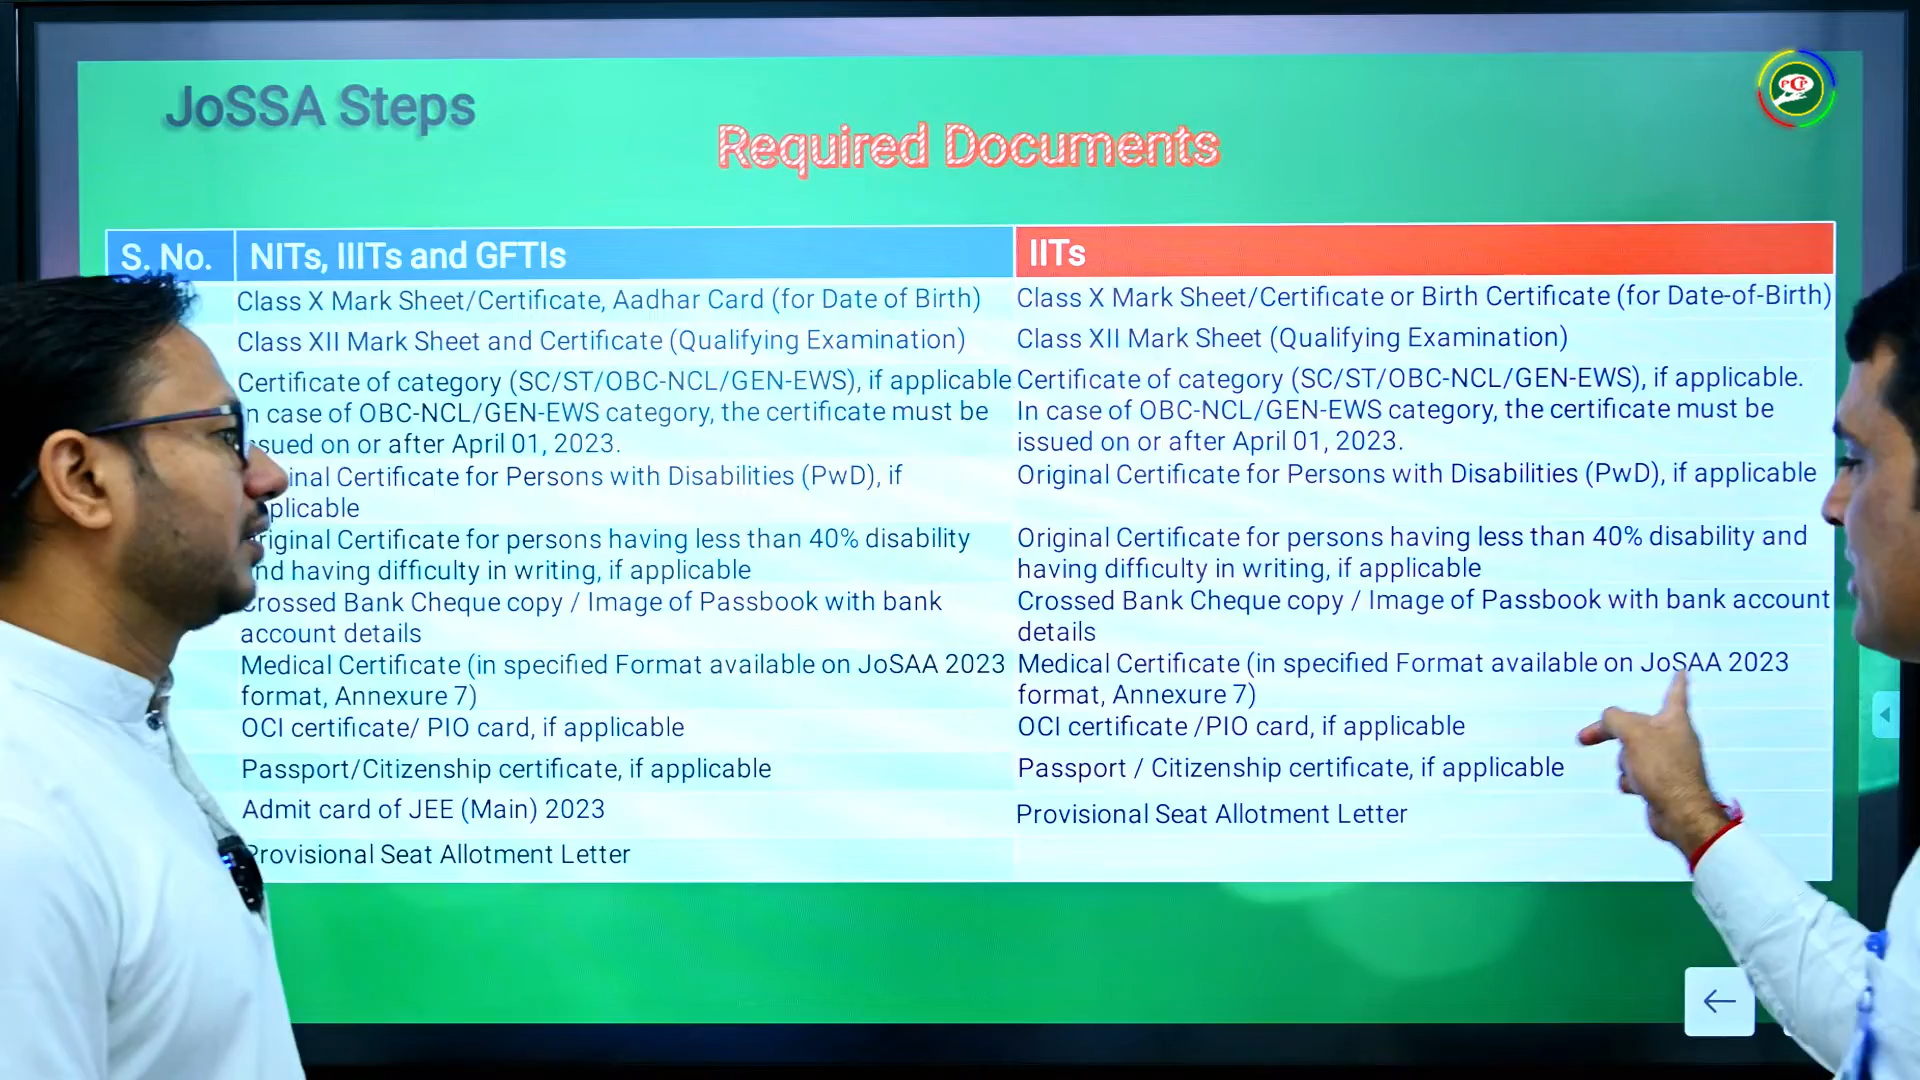 JoSSA Steps
Required Documents
PCP
S. No.
NITs, IIITs and GFTIs
IITs
Class X Mark Sheet/Certificate, Aadhar Card (for Date of Birth)
Class X Mark Sheet/Certificate or Birth Certificate (for Date-of-Birth)
Class XII Mark Sheet and Certificate (Qualifying Examination)
Class XII Mark Sheet (Qualifying Examination)
Certificate of category (SC/ST/OBC-NCL/GEN-EWS), if applicable
n case of OBC-NCL/GEN-EWS category, the certificate must be
ssued on or after April 01, 2023.
Certificate of category (SC/ST/OBC-NCL/GEN-EWS), if applicable.
In case of OBC-NCL/GEN-EWS category, the certificate must be
issued on or after April 01, 2023.
inal Certificate for Persons with Disabilities (PwD), if
plicable
Original Certificate for Persons with Disabilities (PwD), if applicable
riginal Certificate for persons having less than 40% disability
nd having difficulty in writing, if applicable
Original Certificate for persons having less than 40% disability and
having difficulty in writing, if applicable
Crossed Bank Cheque copy / Image of Passbook with bank
account details
Crossed Bank Cheque copy / Image of Passbook with bank account
details
Medical Certificate (in specified Format available on JoSAA 2023
format, Annexure 7)
Medical Certificate (in specified Format available on JoSAA 2023
format, Annexure 7)
OCI certificate/ PIO card, if applicable
OCI certificate /PIO card, if applicable
Passport/Citizenship certificate, if applicable
Passport / Citizenship certificate, if applicable
Admit card of JEE (Main) 2023
Provisional Seat Allotment Letter
Provisional Seat Allotment Letter